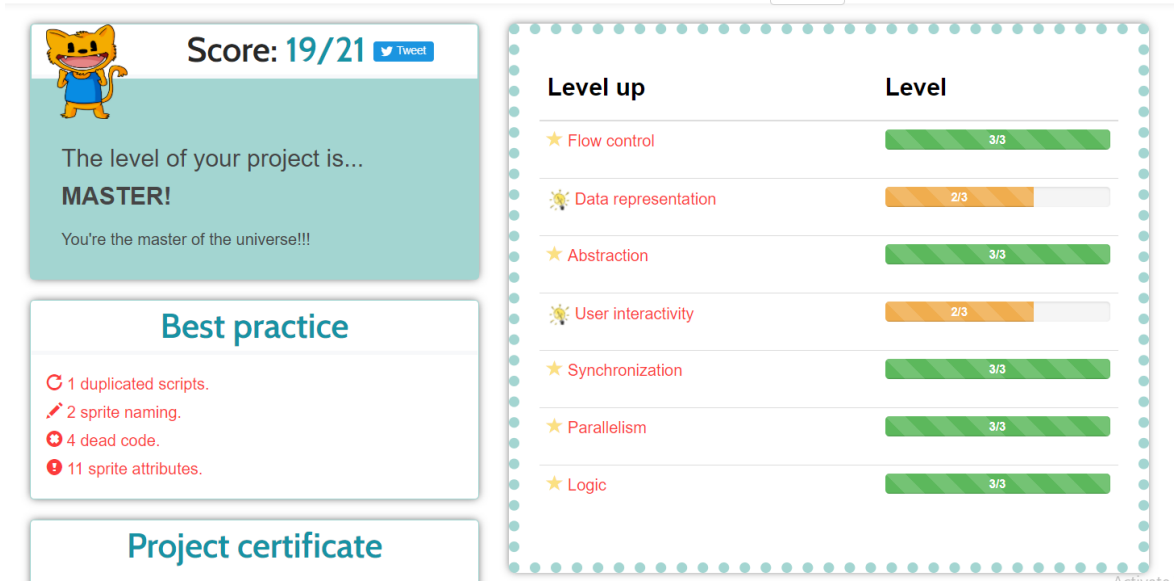 Score: 19/21 Tweet
The level of your project is...
MASTER!
You're the master of the universe!!!
Best practice
1 duplicated scripts.
2 sprite naming.
4 dead code.
11 sprite attributes.
Project certificate
Level up Level
Flow control 3/3
Data representation 2/3
Abstraction 3/3
User interactivity 2/3
Synchronization 3/3
Parallelism 3/3
Logic 3/3